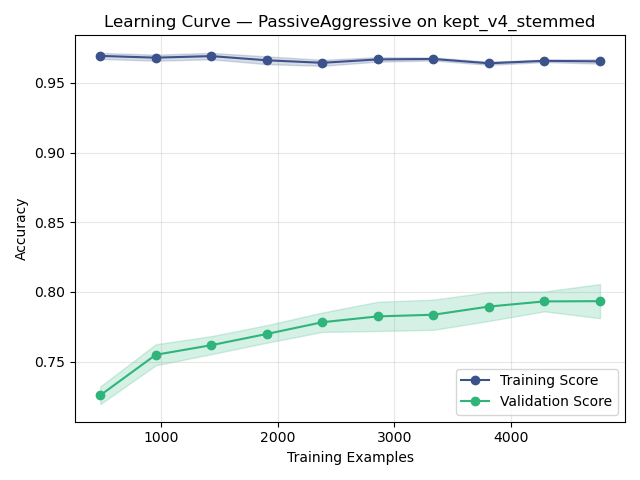 Learning Curve — PassiveAggressive on kept_v4_stemmed
0.95
0.90
0.85
0.80
0.75
Accuracy
1000
2000
3000
4000
Training Examples
Training Score
Validation Score